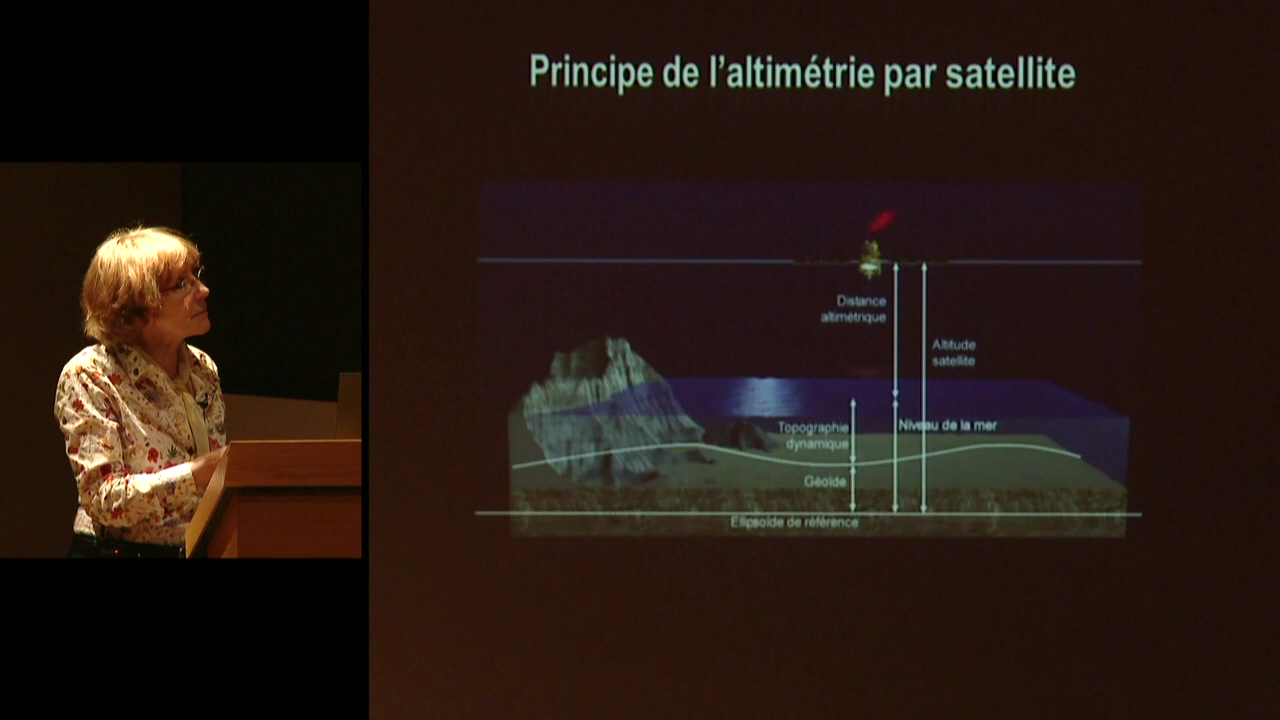 Principe de l'altimétrie par satellite
Distance
altimétrique
Altitude
satellite
Topographie
dynamique
Niveau de la mer
Géoïde
Ellipsoïde de référence